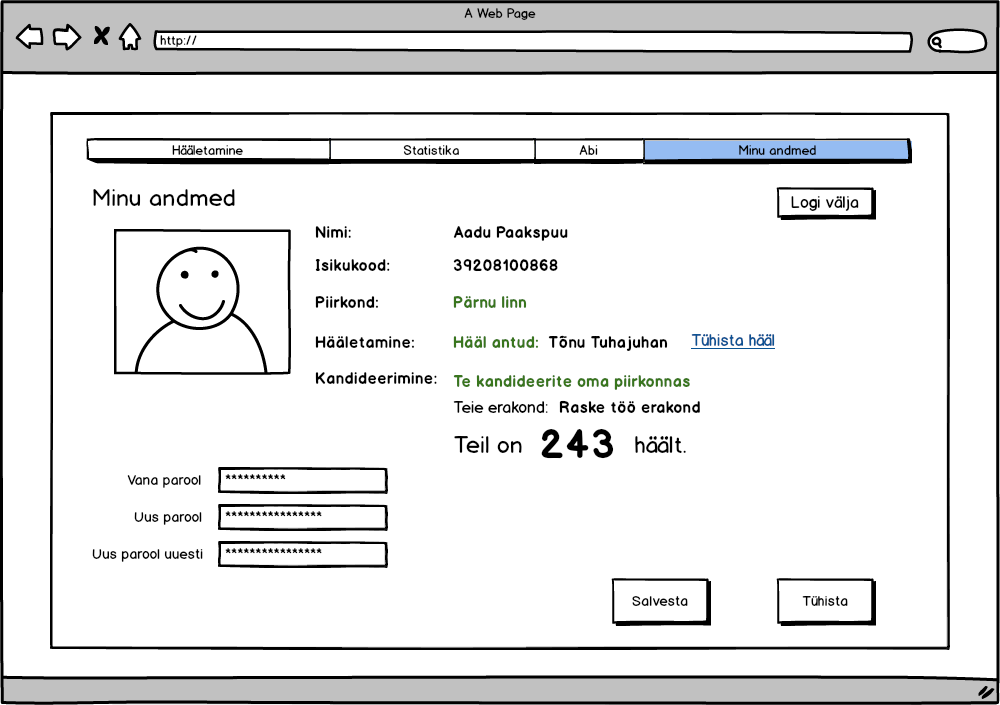 A Web Page
http://
Hääletamine Statistika Abi Minu andmed
Minu andmed
Logi välja
Nimi: Aadu Paakspuu
Isikukood: 39208100868
Piirkond: Pärnu linn
Hääletamine: Hääl antud: Tõnu Tuhajuhan Tühista hääl
Kandideerimine: Te kandideerite oma piirkonnas
Teie erakond: Raske töö erakond
Teil on 243 häält.
Vana parool **********
Uus parool ****************
Uus parool uuesti ****************
Salvesta Tühista